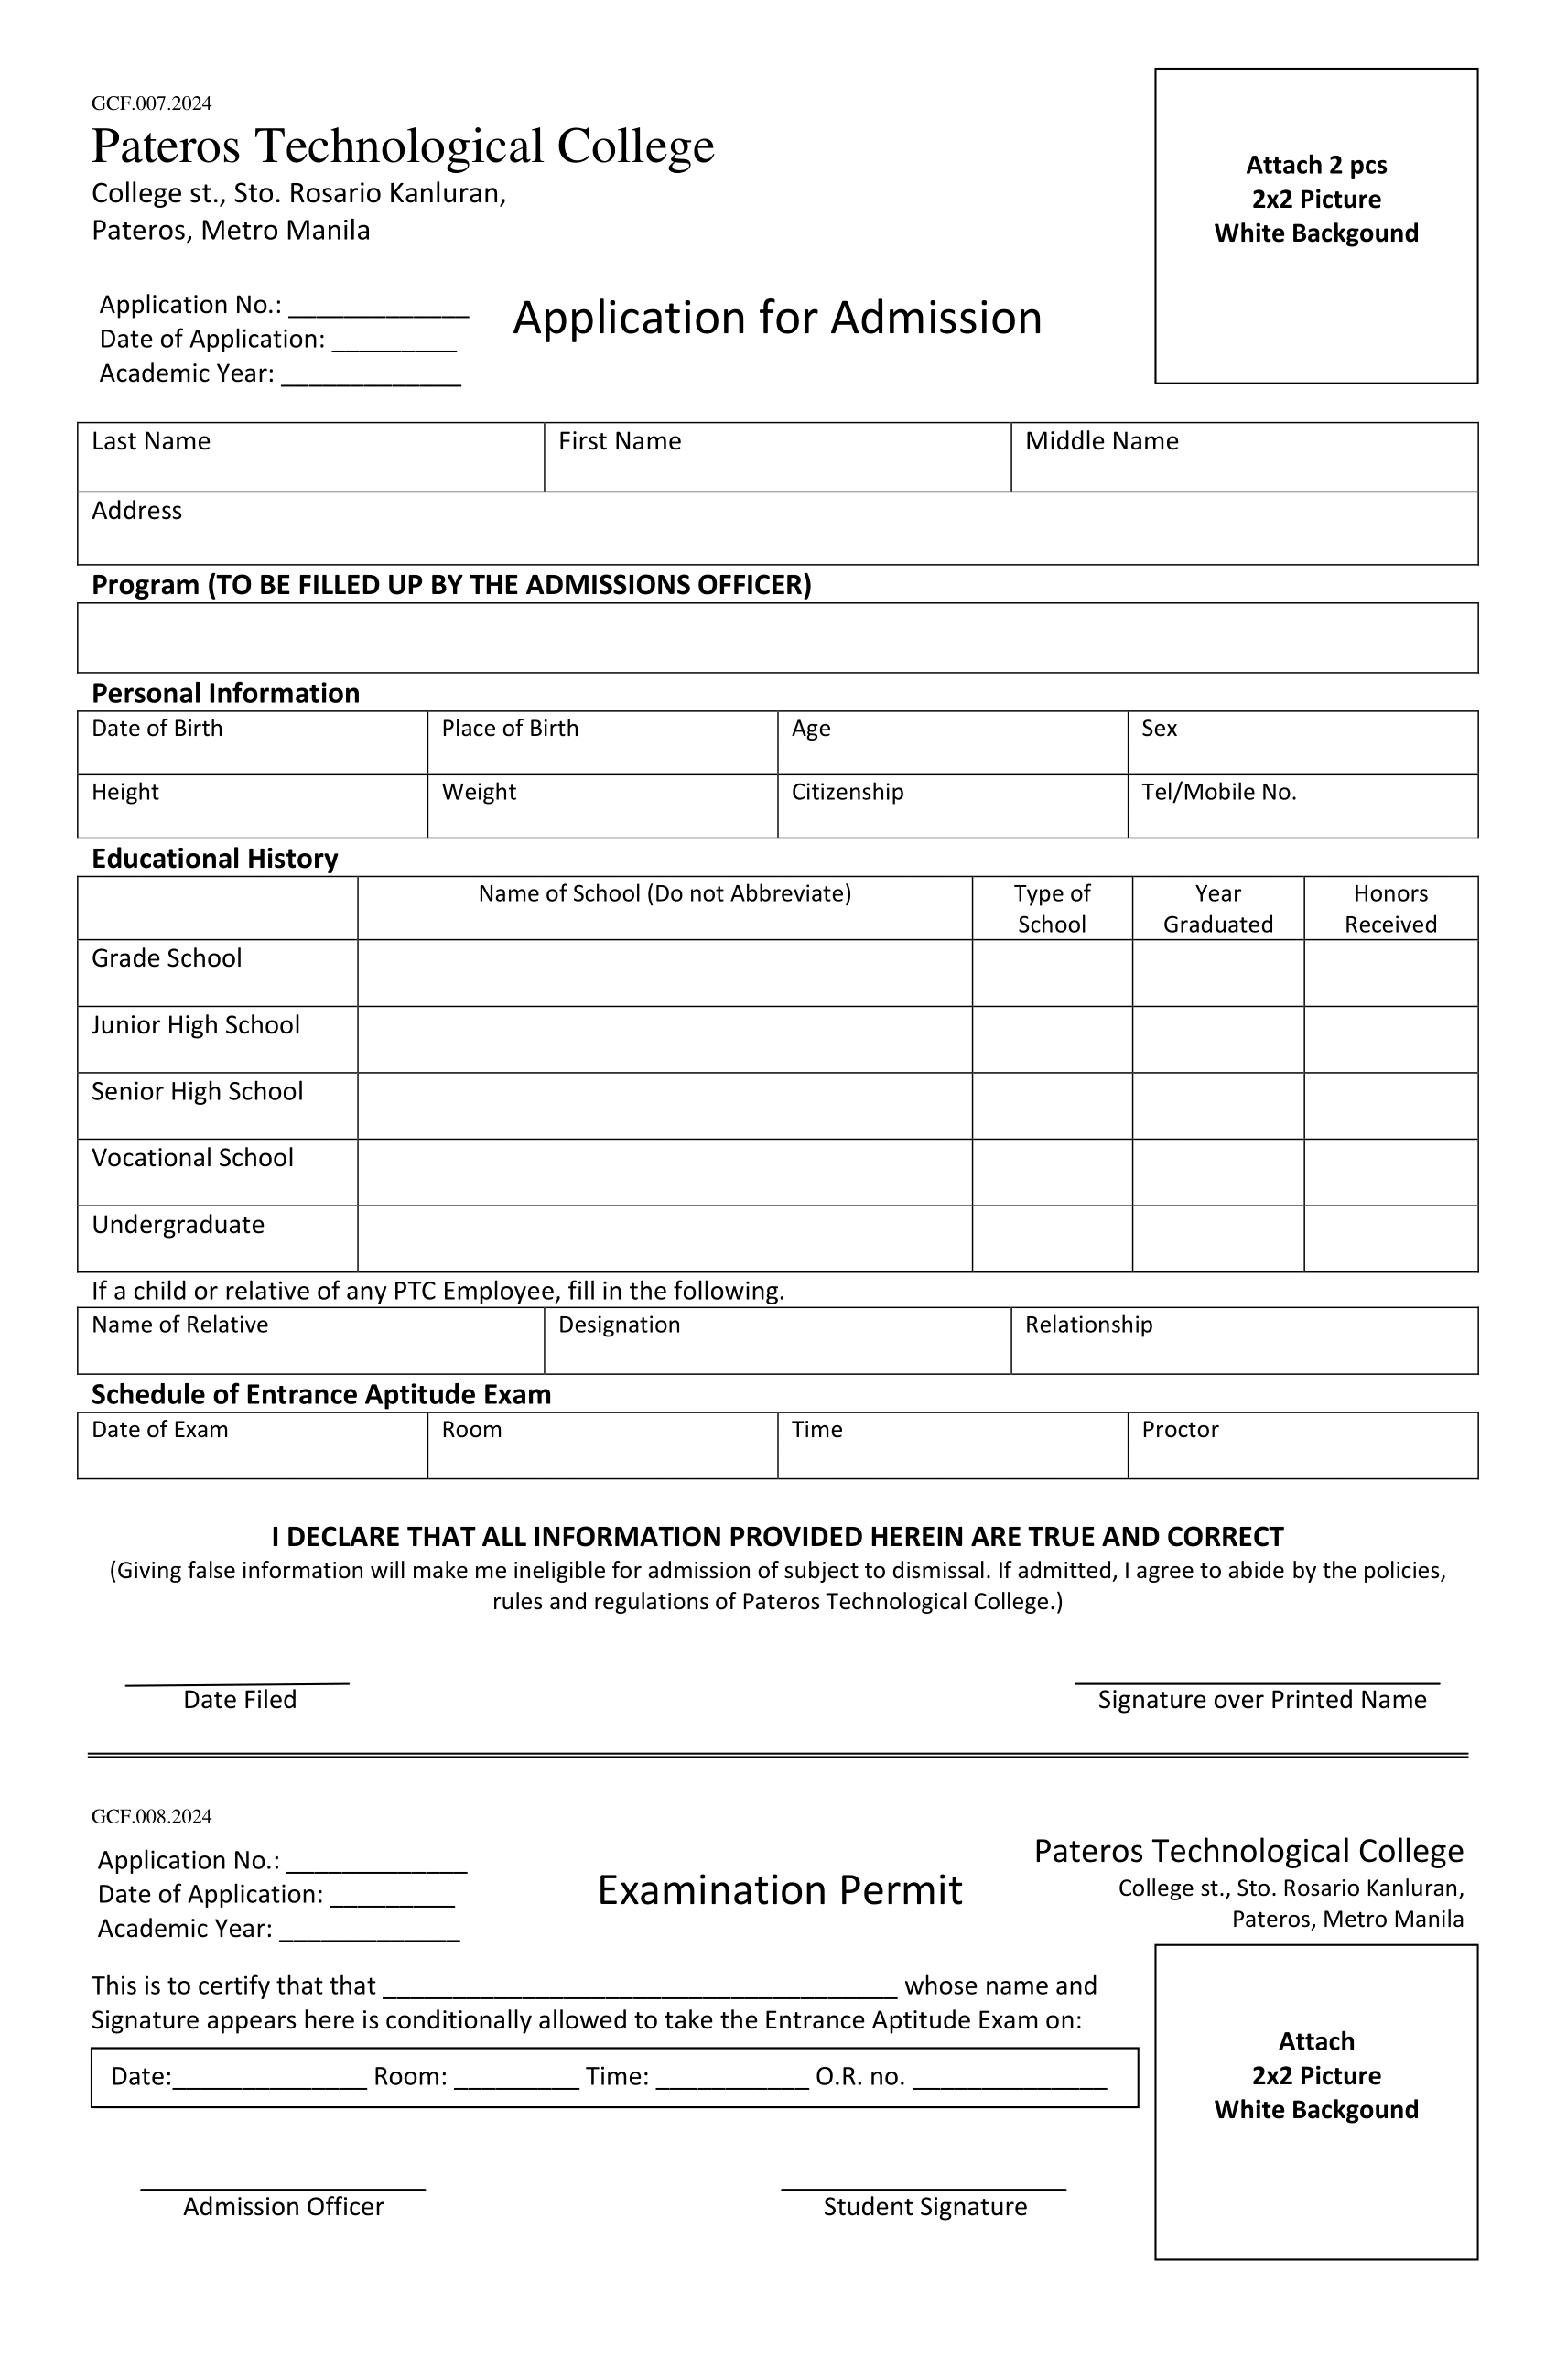 GCF.007.2024
Pateros Technological College
College st., Sto. Rosario Kanluran,
Pateros, Metro Manila
Attach 2 pcs
2x2 Picture
White Backgound
Application No.: _____________
Date of Application: _________
Academic Year: _____________
Application for Admission
Last Name First Name Middle Name
Address
Program (TO BE FILLED UP BY THE ADMISSIONS OFFICER)
Personal Information
Date of Birth Place of Birth Age Sex
Height Weight Citizenship Tel/Mobile No.
Educational History
Name of School (Do not Abbreviate) Type of School Year Graduated Honors Received
Grade School
Junior High School
Senior High School
Vocational School
Undergraduate
If a child or relative of any PTC Employee, fill in the following.
Name of Relative Designation Relationship
Schedule of Entrance Aptitude Exam
Date of Exam Room Time Proctor
I DECLARE THAT ALL INFORMATION PROVIDED HEREIN ARE TRUE AND CORRECT
(Giving false information will make me ineligible for admission of subject to dismissal. If admitted, I agree to abide by the policies,
rules and regulations of Pateros Technological College.)
Date Filed Signature over Printed Name
GCF.008.2024
Application No.: _____________
Date of Application: _________
Academic Year: _____________
Examination Permit
Pateros Technological College
College st., Sto. Rosario Kanluran,
Pateros, Metro Manila
This is to certify that that _____________________________________ whose name and
Signature appears here is conditionally allowed to take the Entrance Aptitude Exam on:
Date:______________ Room: _________ Time: ___________ O.R. no. ______________
Attach
2x2 Picture
White Backgound
Admission Officer Student Signature